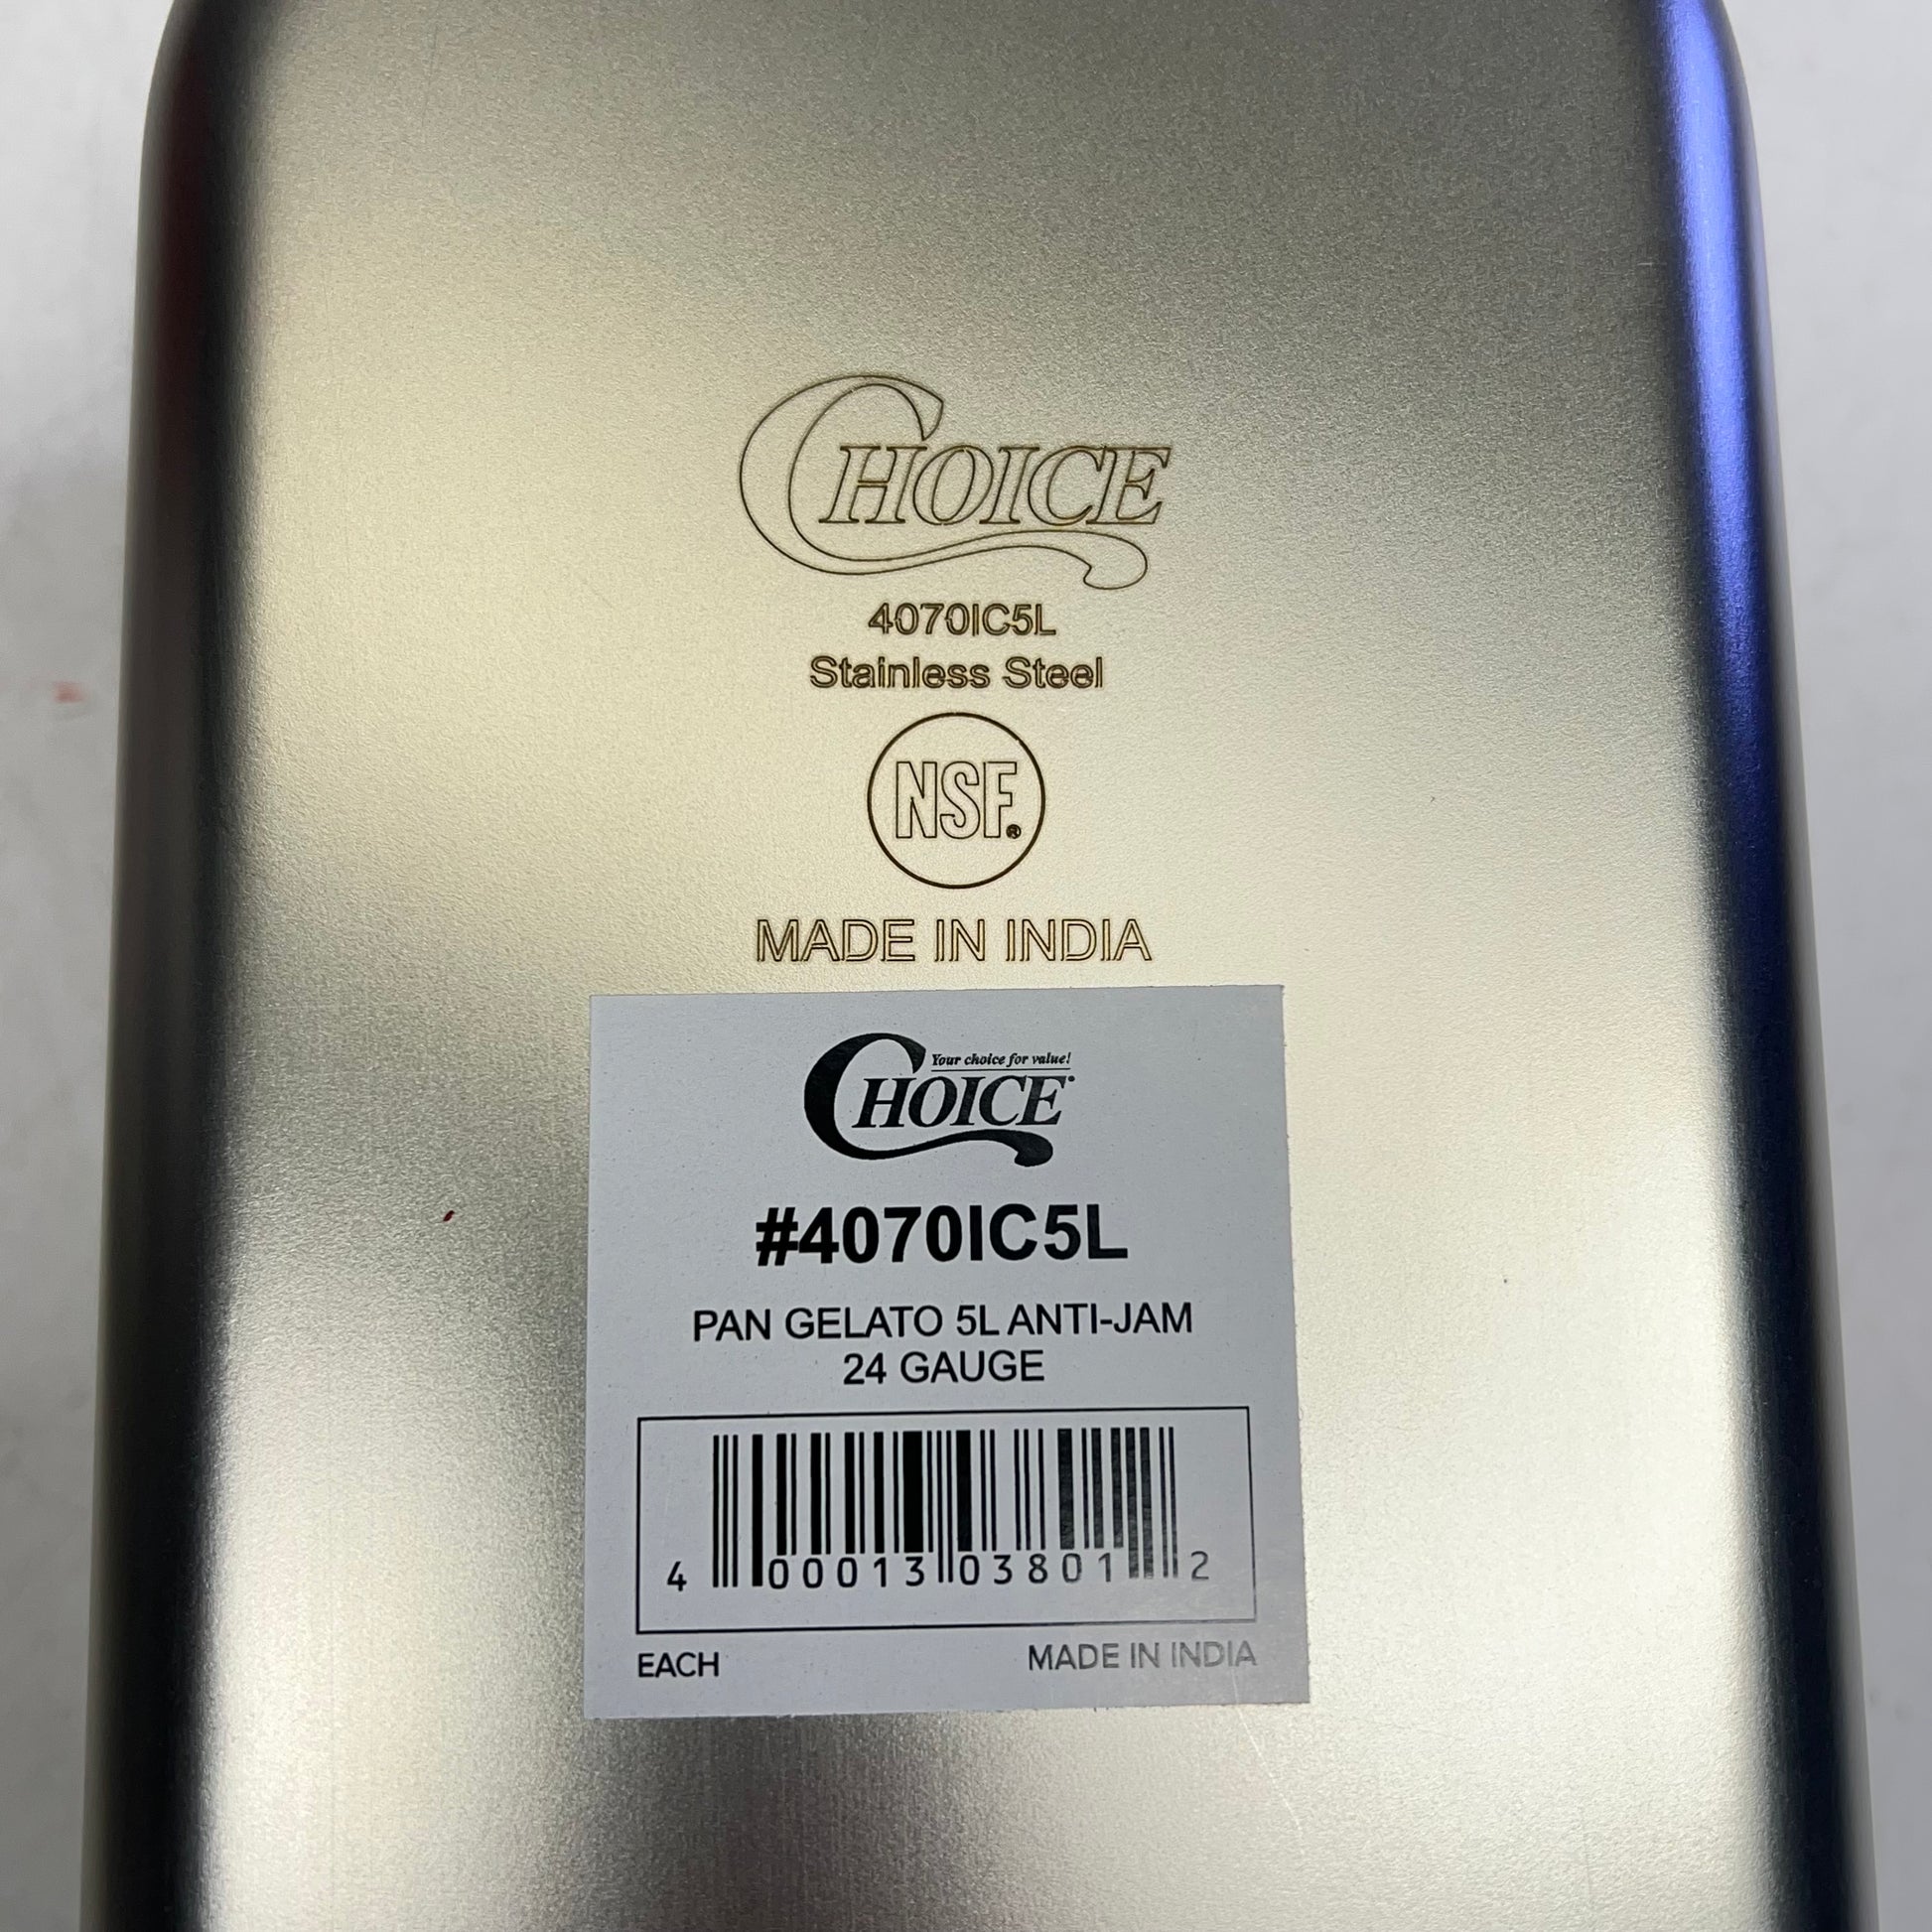 CHOICE
4070IC5L
Stainless Steel
NSF®
MADE IN INDIA
Your choice for value!
CHOICE
#4070IC5L
PAN GELATO 5L ANTI-JAM
24 GAUGE
4 00013 03801 2
EACH MADE IN INDIA